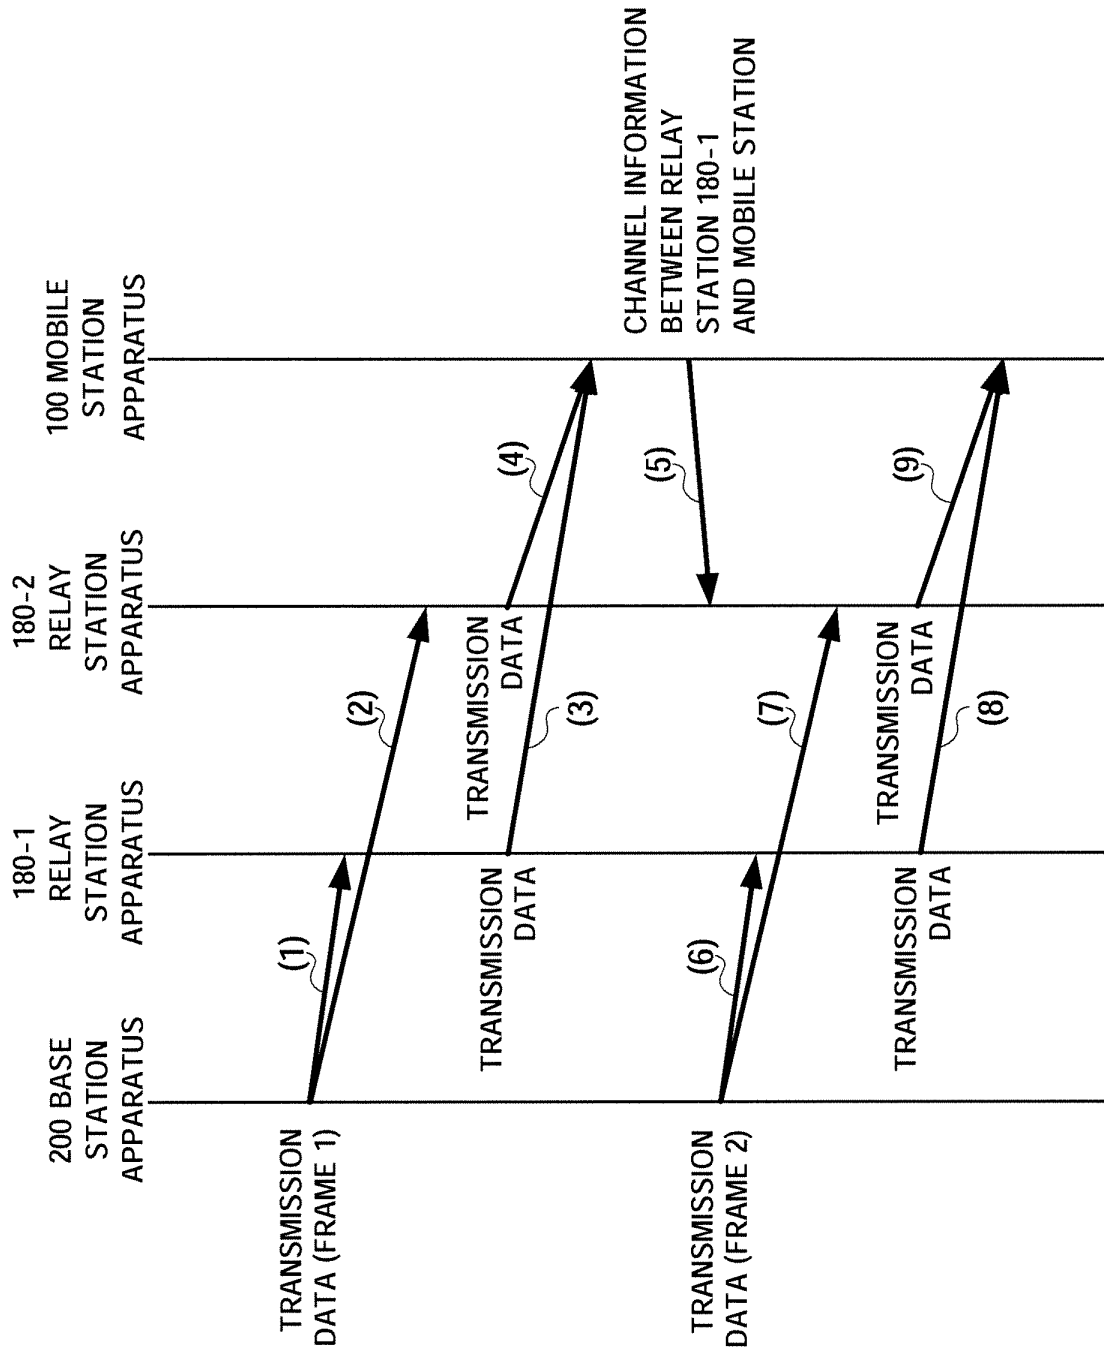 200 BASE
STATION
APPARATUS
180-1
RELAY
STATION
APPARATUS
180-2
RELAY
STATION
APPARATUS
100 MOBILE
STATION
APPARATUS
TRANSMISSION
DATA (FRAME 1)
(1)
(2)
TRANSMISSION
DATA
(3)
TRANSMISSION
DATA
(4)
CHANNEL INFORMATION
BETWEEN RELAY
STATION 180-1
AND MOBILE STATION
(5)
TRANSMISSION
DATA (FRAME 2)
(6)
(7)
TRANSMISSION
DATA
(8)
TRANSMISSION
DATA
(9)